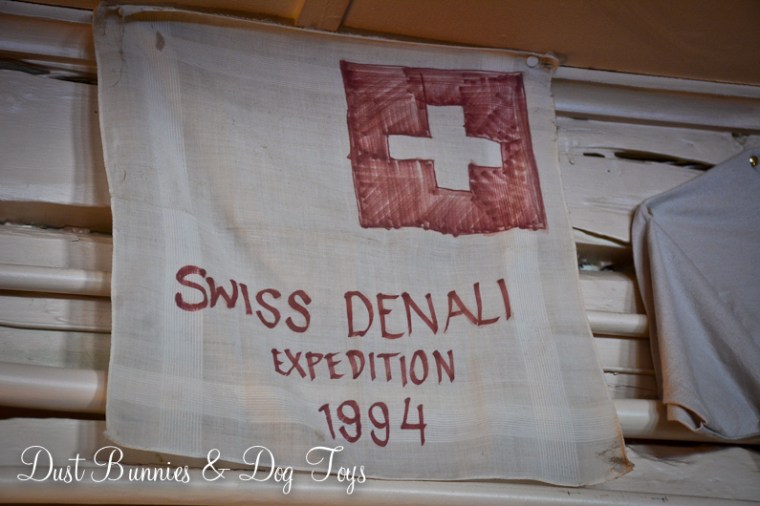 SWISS DENALI
EXPEDITION
1994
Dust Bunnies & Dog Toys